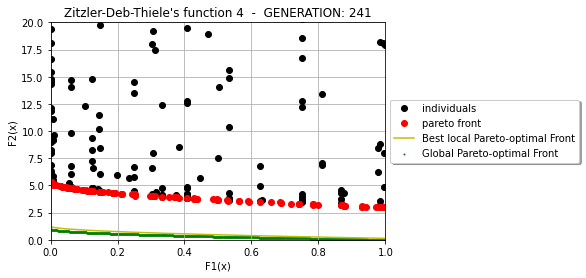 Zitzler-Deb-Thiele's function 4  -  GENERATION: 241
F2(x)
20.0
17.5
15.0
12.5
10.0
7.5
5.0
2.5
0.0
0.0 0.2 0.4 0.6 0.8 1.0
F1(x)
individuals
pareto front
Best local Pareto-optimal Front
Global Pareto-optimal Front